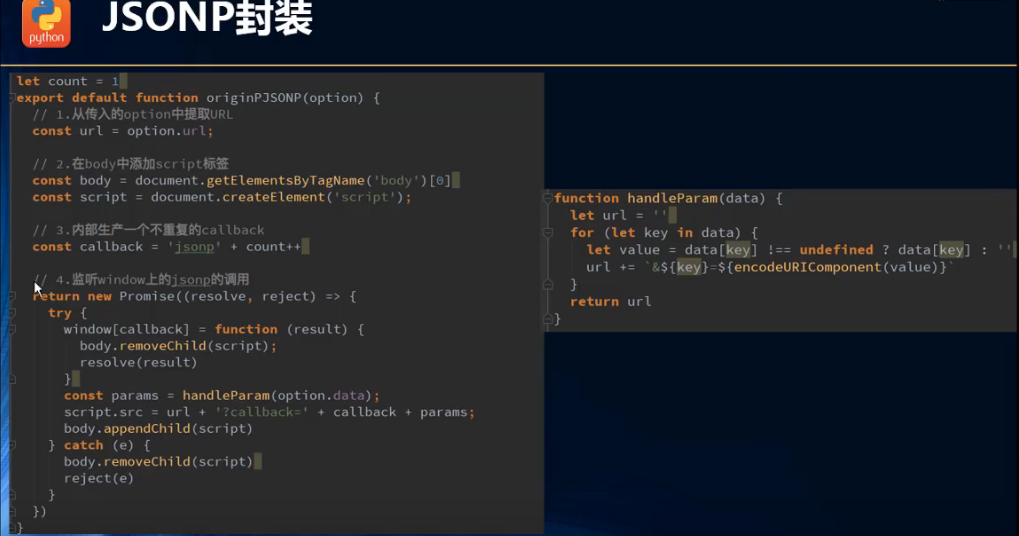 python
JSONP封装
let count = 1
export default function originPJSONP(option) {
// 1.从传入的option中提取URL
const url = option.url;
// 2.在body中添加script标签
const body = document.getElementsByTagName('body')[0]
const script = document.createElement('script');
// 3.内部生产一个不重复的callback
const callback = 'jsonp' + count++
// 4.监听window上的jsonp的调用
return new Promise((resolve, reject) => {
try {
window[callback] = function (result) {
body.removeChild(script);
resolve(result)
}
const params = handleParam(option.data);
script.src = url + '?callback=' + callback + params;
body.appendChild(script)
} catch (e) {
body.removeChild(script)
reject(e)
}
})
}
function handleParam(data) {
let url = ''
for (let key in data) {
let value = data[key] !== undefined ? data[key] : ''
url += `&${key}=${encodeURIComponent(value)}`
}
return url
}